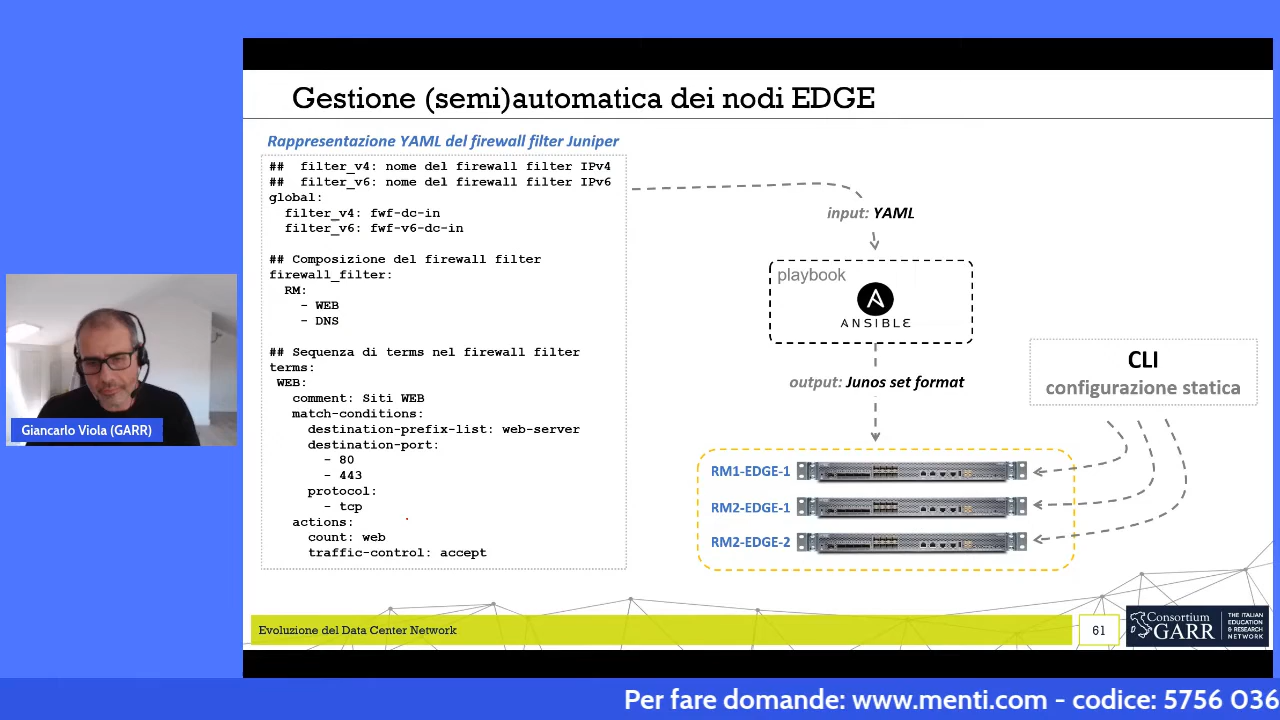 Gestione (semi)automatica dei nodi EDGE
Rappresentazione YAML del firewall filter Juniper
##  filter_v4: nome del firewall filter IPv4
##  filter_v6: nome del firewall filter IPv6
global:
  filter_v4: fwf-dc-in
  filter_v6: fwf-v6-dc-in
## Composizione del firewall filter
firewall_filter:
  RM:
    - WEB
    - DNS
## Sequenza di terms nel firewall filter
terms:
 WEB:
   comment: Siti WEB
   match-conditions:
     destination-prefix-list: web-server
     destination-port:
       - 80
       - 443
     protocol:
       - tcp
   actions:
     count: web
     traffic-control: accept
input: YAML
playbook
ANSIBLE
output: Junos set format
CLI
configurazione statica
RM1-EDGE-1
RM2-EDGE-1
RM2-EDGE-2
Giancarlo Viola (GARR)
Evoluzione del Data Center Network
61
Consortium
GARR
THE ITALIAN
EDUCATION
& RESEARCH
NETWORK
Per fare domande: www.menti.com - codice: 5756 036